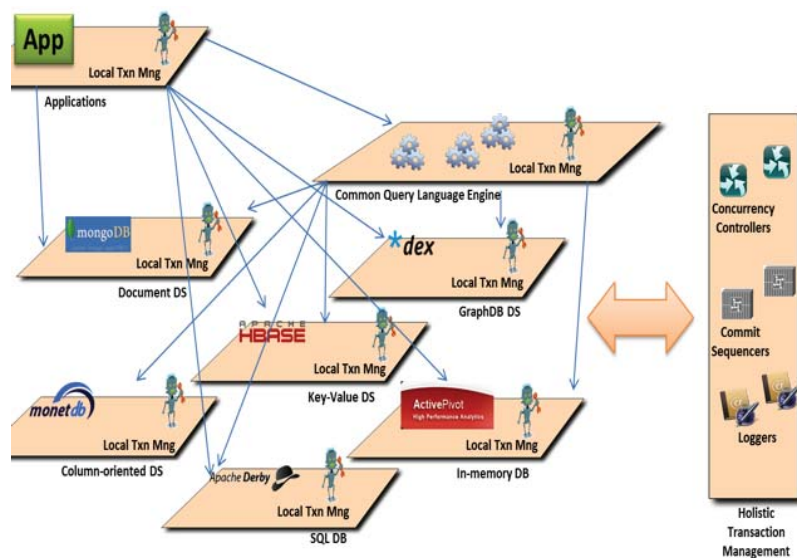 App
Local Txn Mng
Applications
Local Txn Mng
Common Query Language Engine
mongoDB
Local Txn Mng
Document DS
dex
Local Txn Mng
GraphDB DS
APACHE
HBASE
Local Txn Mng
Key-Value DS
monetdb
Local Txn Mng
Column-oriented DS
ActivePivot
High Performance Analytics
Local Txn Mng
In-memory DB
Apache Derby
Local Txn Mng
SQL DB
Concurrency
Controllers
Commit
Sequencers
Loggers
Holistic
Transaction
Management